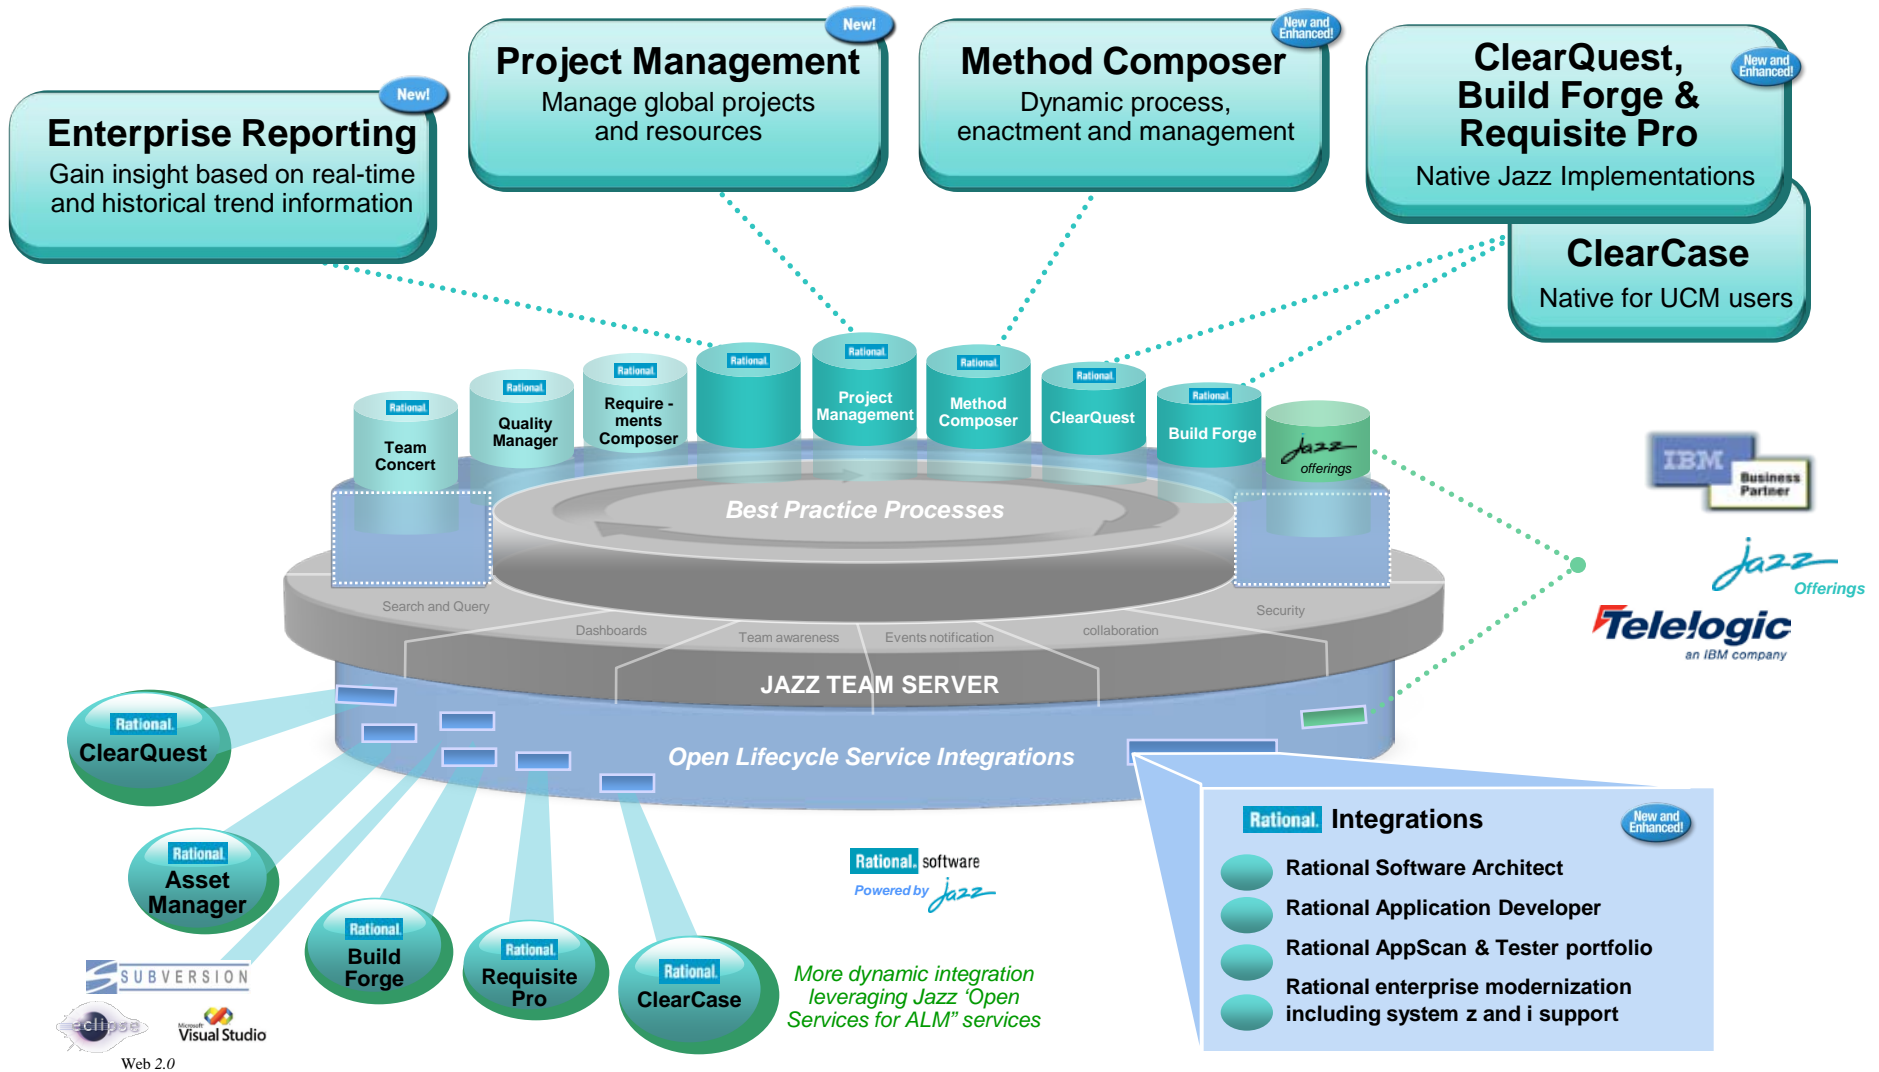 New!
Enterprise Reporting
Gain insight based on real-time
and historical trend information
New!
Project Management
Manage global projects
and resources
New and
Enhanced!
Method Composer
Dynamic process,
enactment and management
New and
Enhanced!
ClearQuest,
Build Forge &
Requisite Pro
Native Jazz Implementations
ClearCase
Native for UCM users
Rational.
Team
Concert
Rational.
Quality
Manager
Rational.
Require -
ments
Composer
Rational.
Rational.
Project
Management
Rational.
Method
Composer
Rational.
ClearQuest
Rational.
Build Forge
jazz
offerings
Best Practice Processes
Search and Query
Dashboards
Team awareness
Events notification
collaboration
Security
JAZZ TEAM SERVER
Open Lifecycle Service Integrations
IBM
Business
Partner
jazz
Offerings
Telelogic
an IBM company
Rational.
ClearQuest
Rational.
Asset
Manager
Rational.
Build
Forge
Rational.
Requisite
Pro
Rational.
ClearCase
SUBVERSION
eclipse
Microsoft
Visual Studio
Web 2.0
Rational. software
Powered by jazz
More dynamic integration
leveraging Jazz ‘Open
Services for ALM” services
Rational. Integrations
New and
Enhanced!
Rational Software Architect
Rational Application Developer
Rational AppScan & Tester portfolio
Rational enterprise modernization
including system z and i support